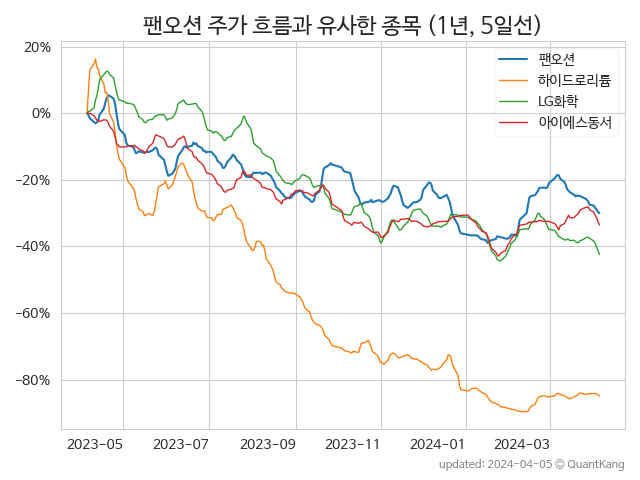 팬오션 주가 흐름과 유사한 종목 (1년, 5일선)
팬오션
하이드로리튬
LG화학
아이에스동서
20%
0%
−20%
−40%
−60%
−80%
2023-05 2023-07 2023-09 2023-11 2024-01 2024-03
updated: 2024-04-05 © QuantKang